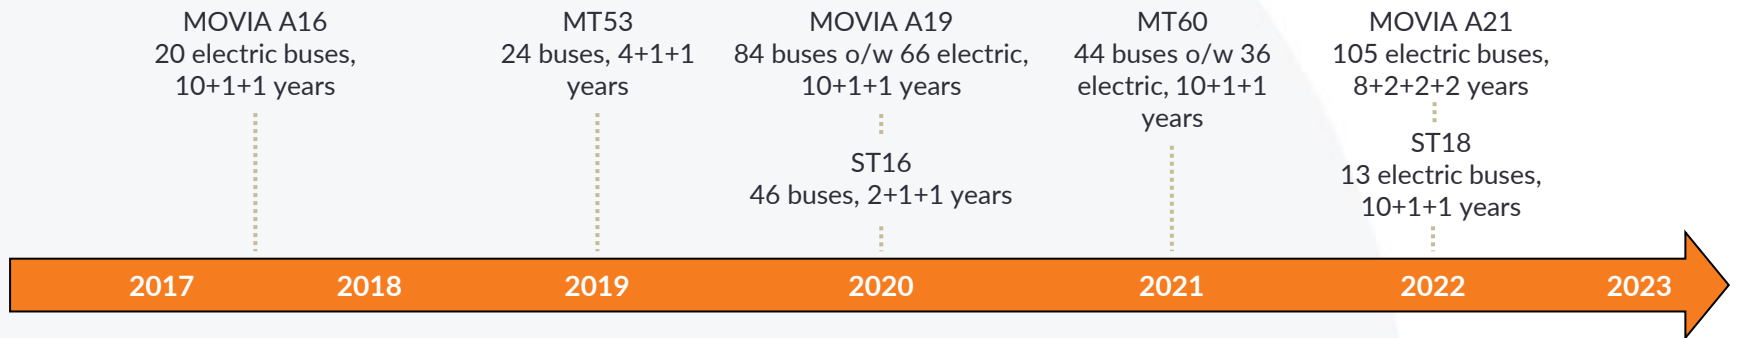 MOVIA A16
20 electric buses,
10+1+1 years
MT53
24 buses, 4+1+1
years
MOVIA A19
84 buses o/w 66 electric,
10+1+1 years
ST16
46 buses, 2+1+1 years
MT60
44 buses o/w 36
electric, 10+1+1
years
MOVIA A21
105 electric buses,
8+2+2+2 years
ST18
13 electric buses,
10+1+1 years
2017
2018
2019
2020
2021
2022
2023